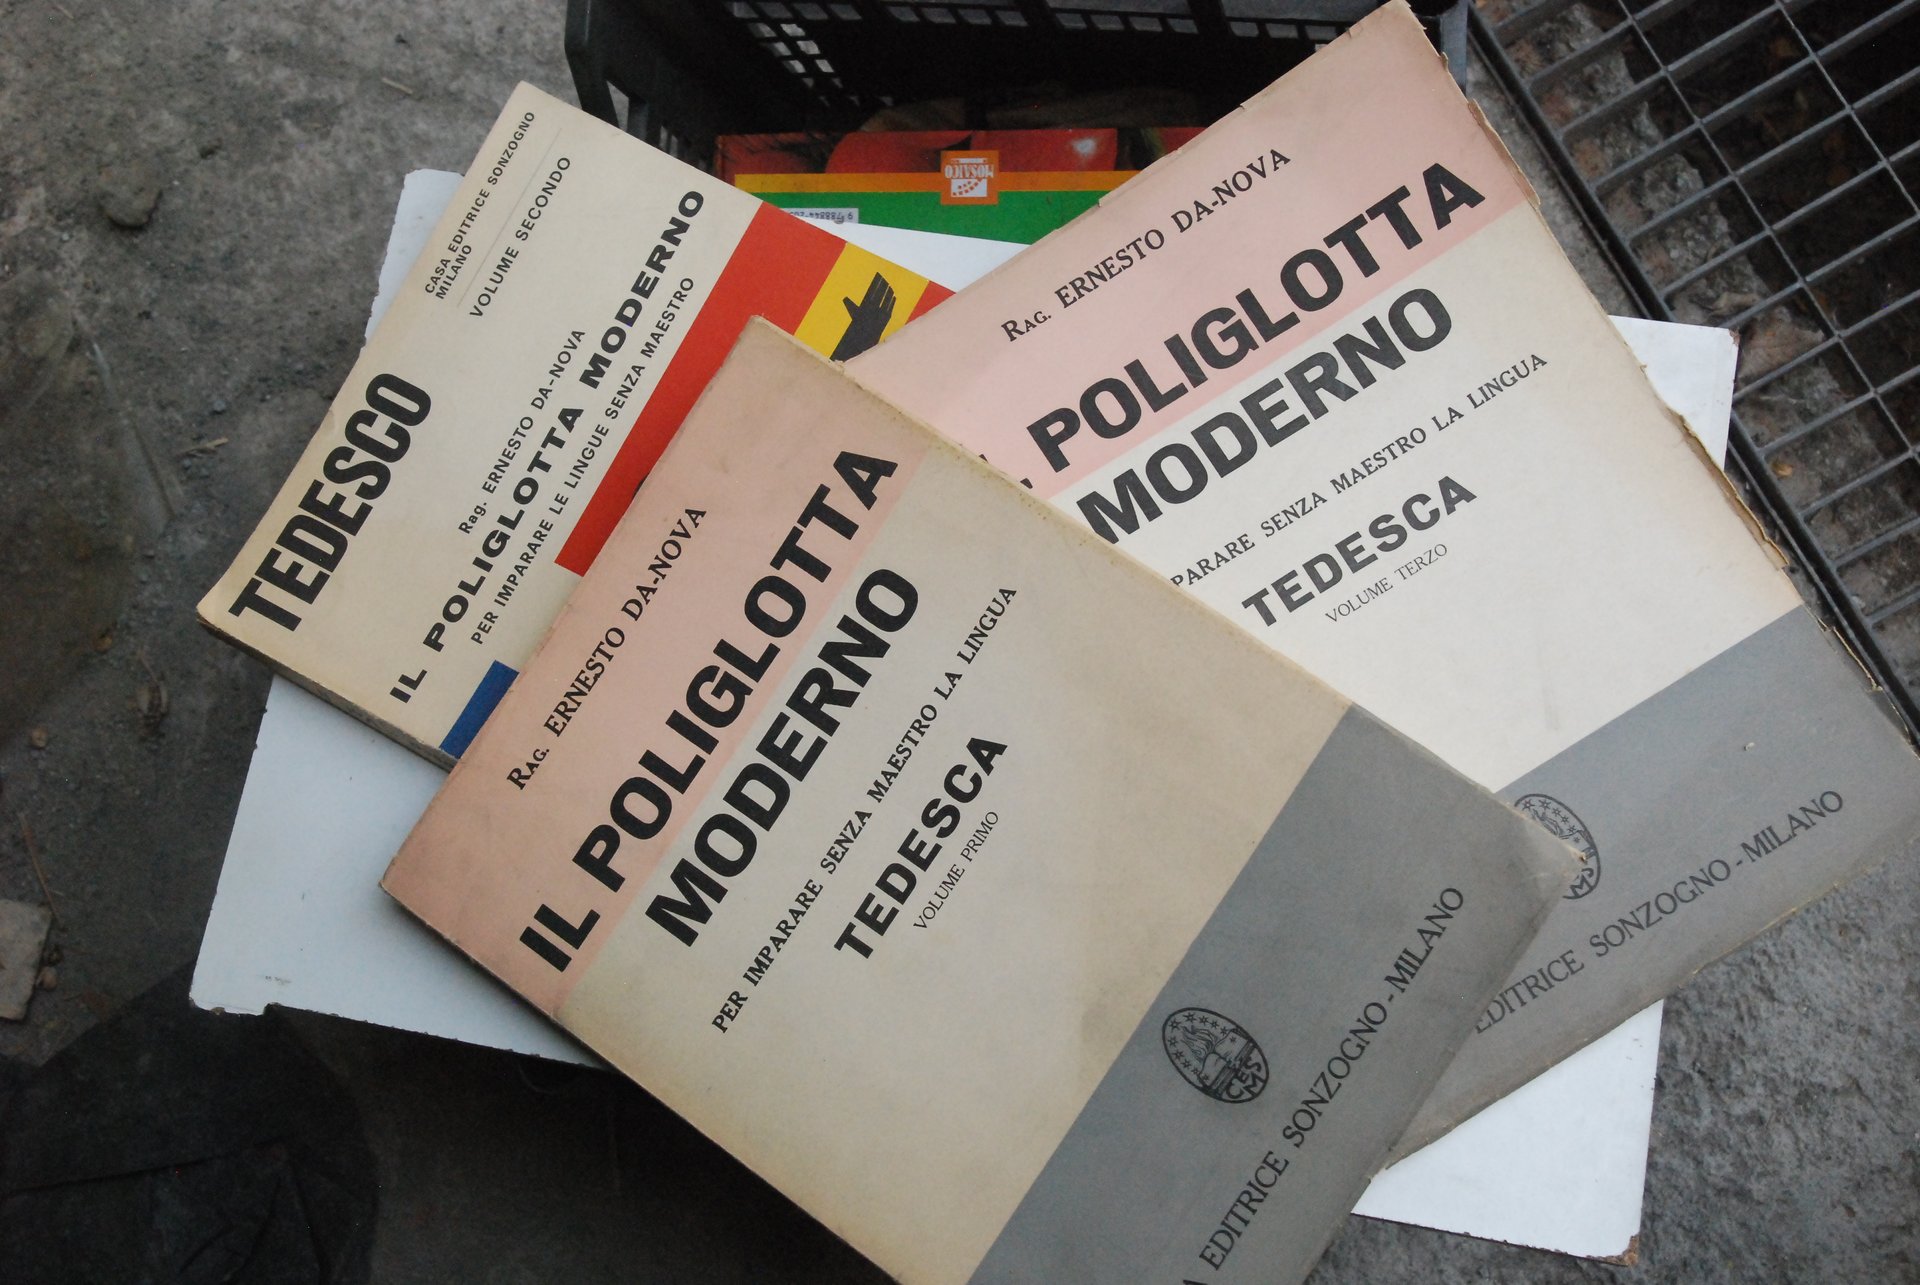 CASA EDITRICE SONZOGNO
MILANO
VOLUME SECONDO
TEDESCO
Rag. ERNESTO DA-NOVA
IL POLIGLOTTA MODERNO
PER IMPARARE LE LINGUE SENZA MAESTRO
MOSAICO
Rag. ERNESTO DA-NOVA
POLIGLOTTA
MODERNO
PARARE SENZA MAESTRO LA LINGUA
TEDESCA
VOLUME TERZO
EDITRICE SONZOGNO - MILANO
Rag. ERNESTO DA-NOVA
IL POLIGLOTTA
MODERNO
PER IMPARARE SENZA MAESTRO LA LINGUA
TEDESCA
VOLUME PRIMO
CESM
A EDITRICE SONZOGNO - MILANO